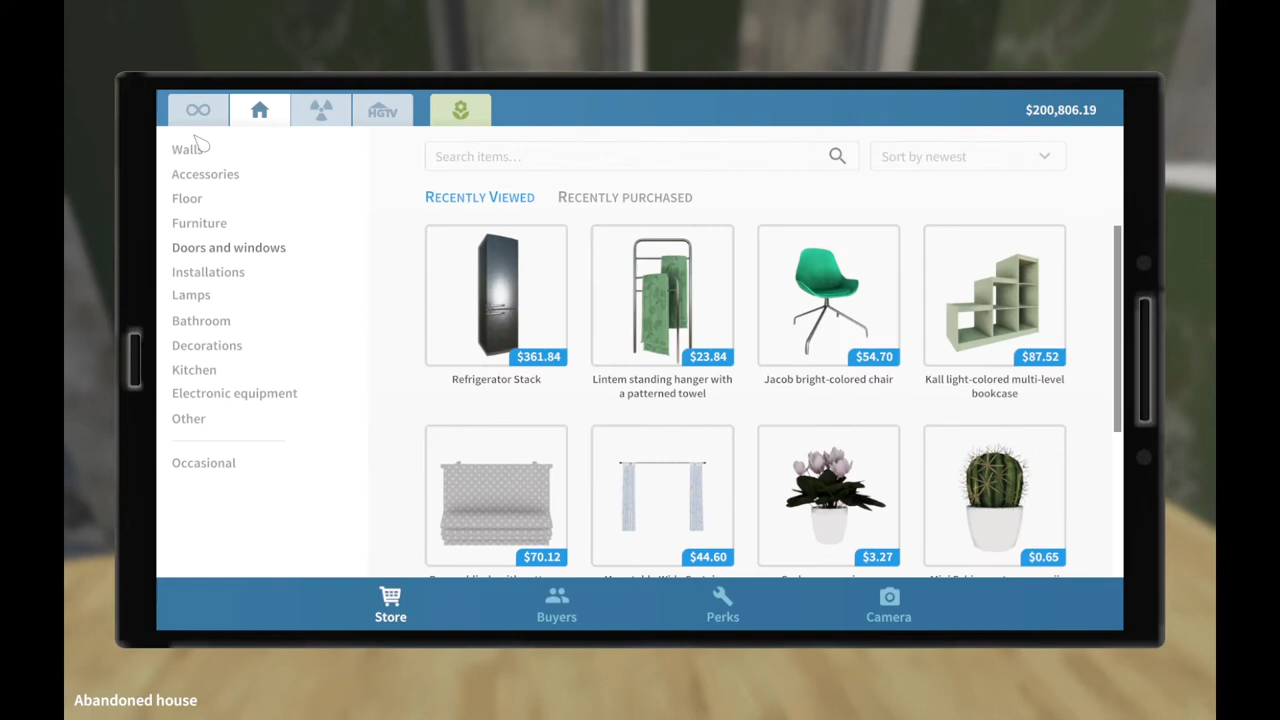 HGTV
$200,806.19
Walls
Accessories
Floor
Furniture
Doors and windows
Installations
Lamps
Bathroom
Decorations
Kitchen
Electronic equipment
Other
Occasional
Search items...
Sort by newest
RECENTLY VIEWED
RECENTLY PURCHASED
$361.84
Refrigerator Stack
$23.84
Lintem standing hanger with
a patterned towel
$54.70
Jacob bright-colored chair
$87.52
Kall light-colored multi-level
bookcase
$70.12
$44.60
$3.27
$0.65
Store
Buyers
Perks
Camera
Abandoned house